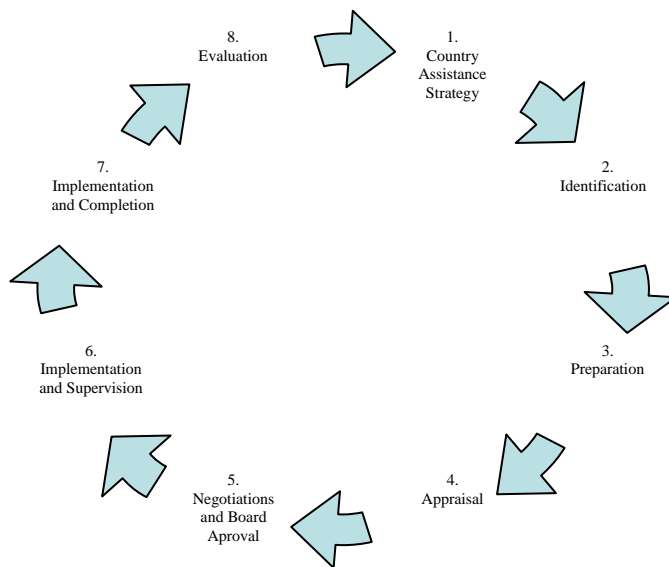 1.
Country
Assistance
Strategy
2.
Identification
3.
Preparation
4.
Appraisal
5.
Negotiations
and Board
Aproval
6.
Implementation
and Supervision
7.
Implementation
and Completion
8.
Evaluation